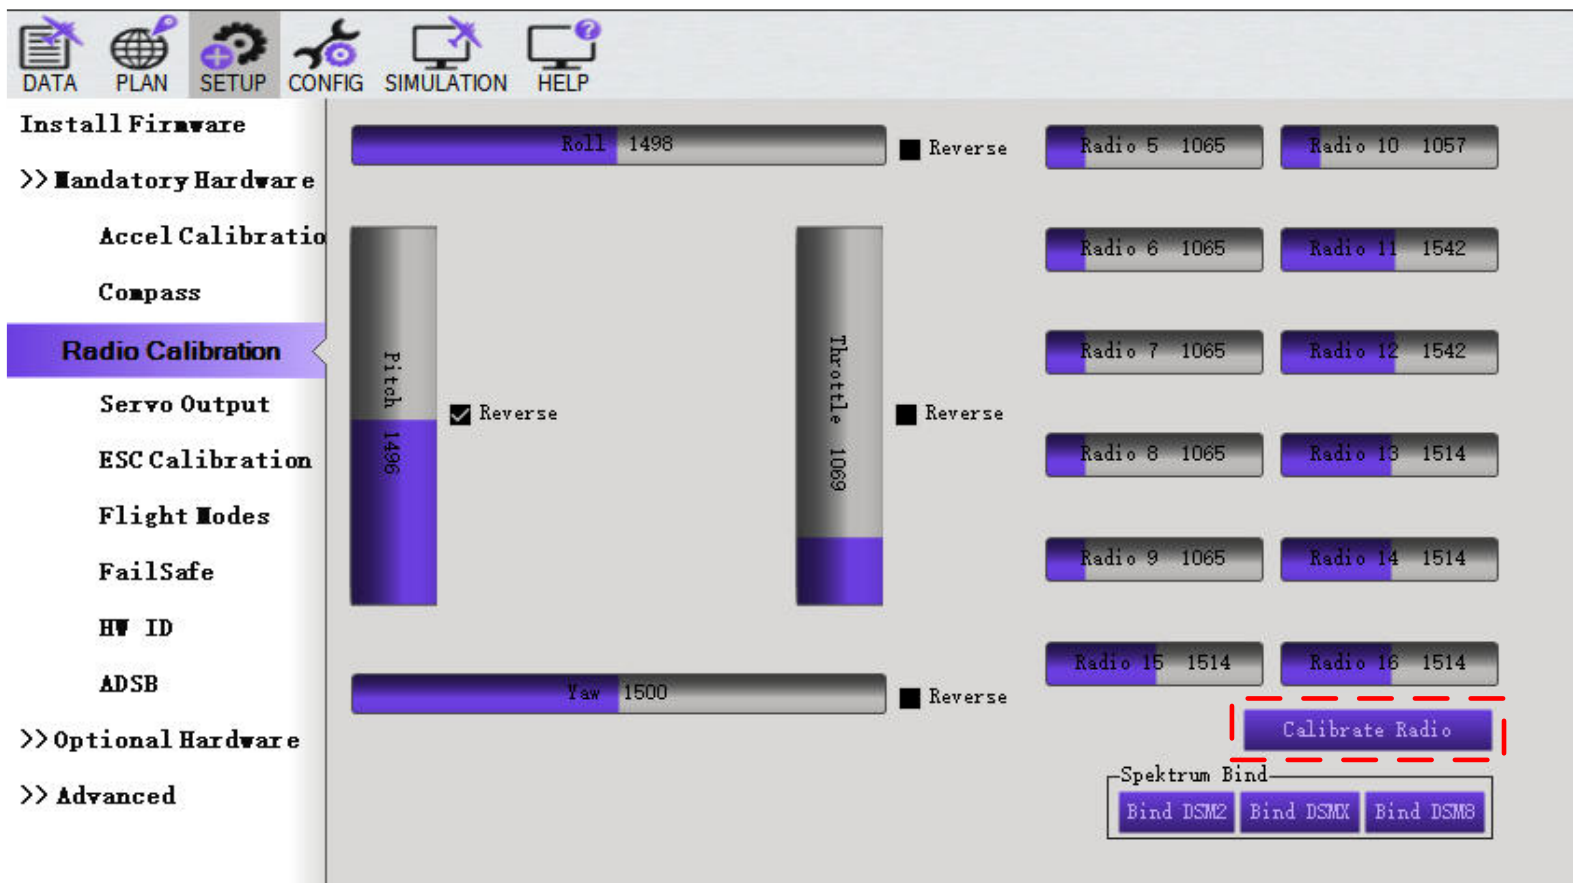 DATA PLAN SETUP CONFIG SIMULATION HELP
Install Firmware
>> Mandatory Hardware
Accel Calibratio
Compass
Radio Calibration
Servo Output
ESC Calibration
Flight Modes
FailSafe
HW ID
ADSB
>> Optional Hardware
>> Advanced
Roll 1498
Reverse
Pitch 1496
Reverse
Throttle 1069
Reverse
Yaw 1500
Reverse
Radio 5 1065
Radio 10 1057
Radio 6 1065
Radio 11 1542
Radio 7 1065
Radio 12 1542
Radio 8 1065
Radio 13 1514
Radio 9 1065
Radio 14 1514
Radio 15 1514
Radio 16 1514
Calibrate Radio
Spektrum Bind
Bind DSM2 Bind DSMX Bind DSM8